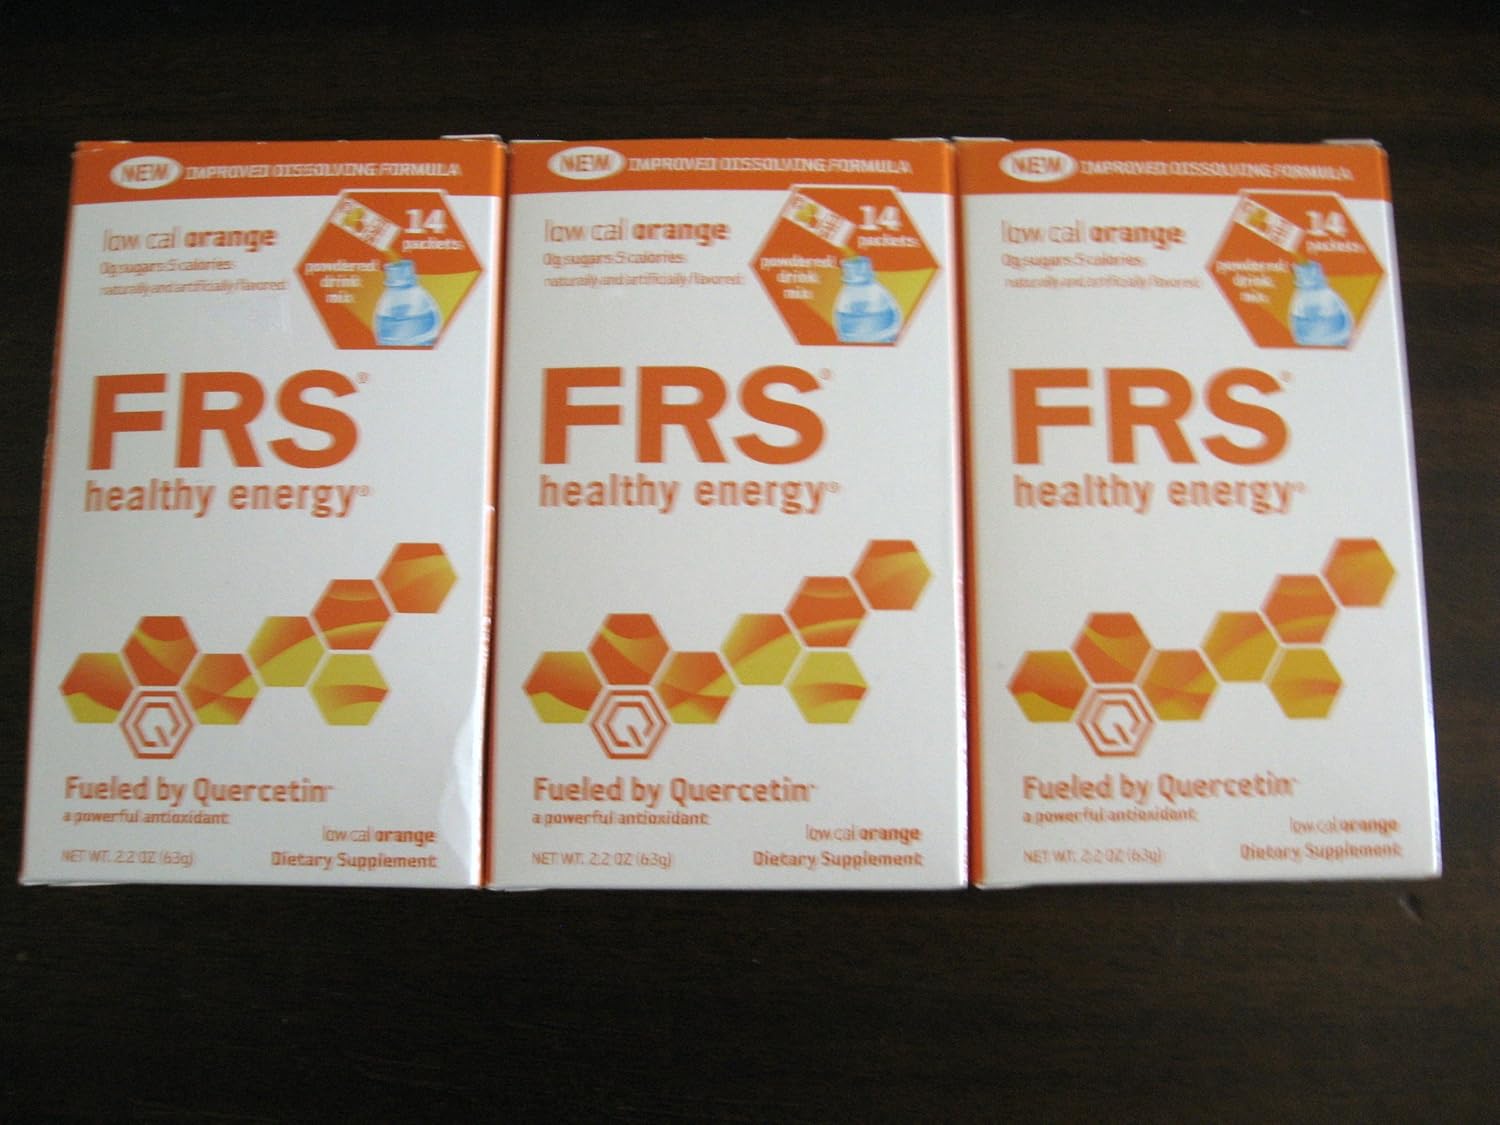 NEW IMPROVED DISSOLVING FORMULA
low cal orange
0g sugars 5 calories
naturally and artificially flavored
14
packets
powdered
drink
mix
FRS®
healthy energy®
Q
Fueled by Quercetin™
a powerful antioxidant
low cal orange
NET WT. 2.2 OZ (63g)
Dietary Supplement
NEW IMPROVED DISSOLVING FORMULA
low cal orange
0g sugars 5 calories
naturally and artificially flavored
14
packets
powdered
drink
mix
FRS®
healthy energy®
Q
Fueled by Quercetin™
a powerful antioxidant
low cal orange
NET WT. 2.2 OZ (63g)
Dietary Supplement
NEW IMPROVED DISSOLVING FORMULA
low cal orange
0g sugars 5 calories
naturally and artificially flavored
14
packets
powdered
drink
mix
FRS®
healthy energy®
Q
Fueled by Quercetin™
a powerful antioxidant
low cal orange
NET WT. 2.2 OZ (63g)
Dietary Supplement